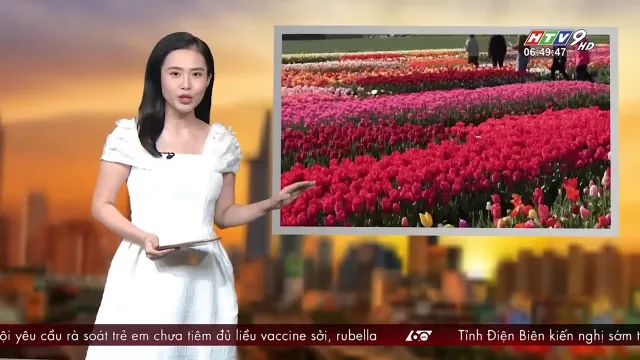 HTV9 HD
06:49:47
ội yêu cầu rà soát trẻ em chưa tiêm đủ liều vaccine sởi, rubella
60
Tỉnh Điện Biên kiến nghị sớm t